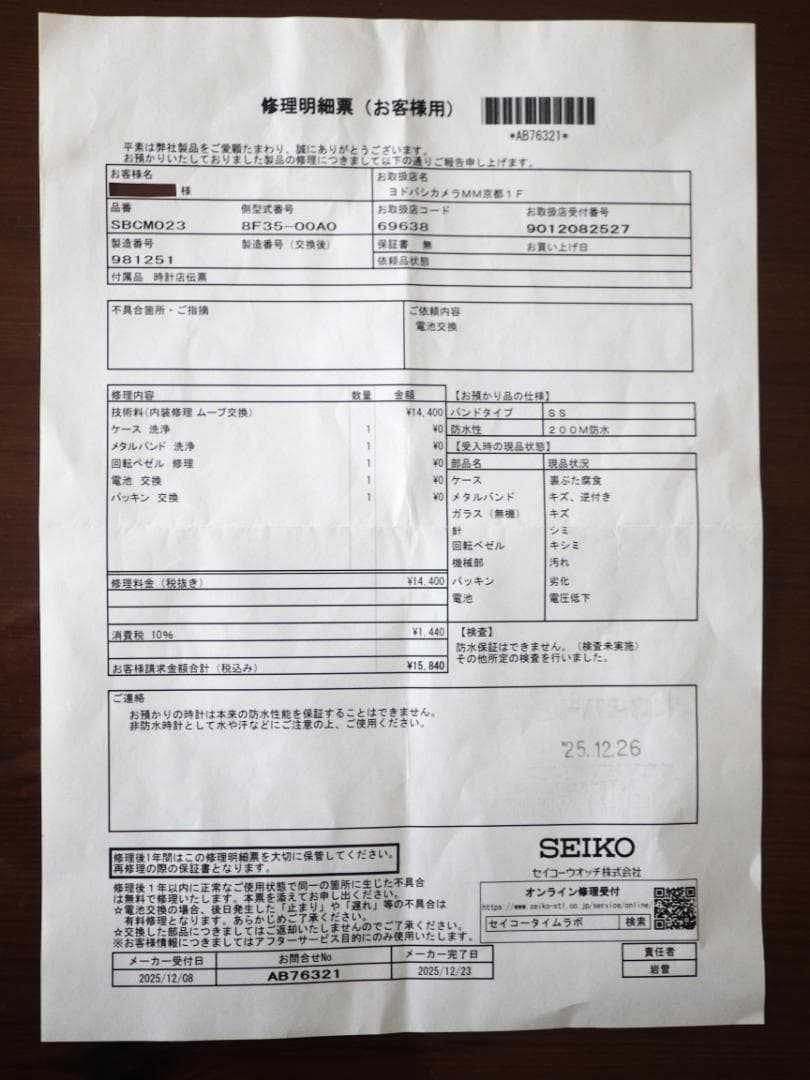 修理明細票（お客様用）
*AB76321*
平素は弊社製品をご愛顧たまわり、誠にありがとうございます。
お預かりいたしておりました製品の修理につきまして以下の通りご報告申し上げます。
お客様名
様
お取扱店名
ヨドバシカメラMM京都1F
品番
SBCM023
側型式番号
8F35-00A0
お取扱店コード
69638
お取扱店受付番号
9012082527
製造番号
981251
製造番号（交換後）
保証書 無
お買い上げ日
依頼品状態
付属品 時計店伝票
不具合箇所・ご指摘
ご依頼内容
電池交換
修理内容 数量 金額
技術料(内装修理 ムーブ交換) ¥14,400
ケース 洗浄 1 ¥0
メタルバンド 洗浄 1 ¥0
回転ベゼル 修理 1 ¥0
電池 交換 1 ¥0
パッキン 交換 1 ¥0
修理料金（税抜き） ¥14,400
消費税 10% ¥1,440
お客様請求金額合計（税込み） ¥15,840
【お預かり品の仕様】
バンドタイプ SS
防水性 200M防水
【受入時の現品状態】
部品名 現品状況
ケース 裏ぶた腐食
メタルバンド キズ、逆付き
ガラス（無機） キズ
針 シミ
回転ベゼル キシミ
機械部 汚れ
パッキン 劣化
電池 電圧低下
【検査】
防水保証はできません。（検査未実施）
その他所定の検査を行いました。
ご連絡
お預かりの時計は本来の防水性能を保証することはできません。
非防水時計として水や汗などにご注意の上、ご使用ください。
'25.12.26
修理後1年間はこの修理明細票を大切に保管してください。
再修理の際の保証書となります。
修理後1年以内に正常なご使用状態で同一の箇所に生じた不具合
は無料で修理いたします。本票を添えてお申し出ください。
☆電池交換の場合、後日発生した「止まり」や「遅れ」等の不具合は
有料修理となります。あらかじめご了承ください。
☆交換した部品につきましてはご返却いたしませんのでご了承ください。
※お客様情報につきましてはアフターサービス目的にのみ使用いたします。
SEIKO
セイコーウオッチ株式会社
オンライン修理受付
https://www.seiko-stl.co.jp/service/online/
セイコータイムラボ 検索
メーカー受付日 お問合せNo メーカー完了日
2025/12/08 AB76321 2025/12/23
責任者
岩菅